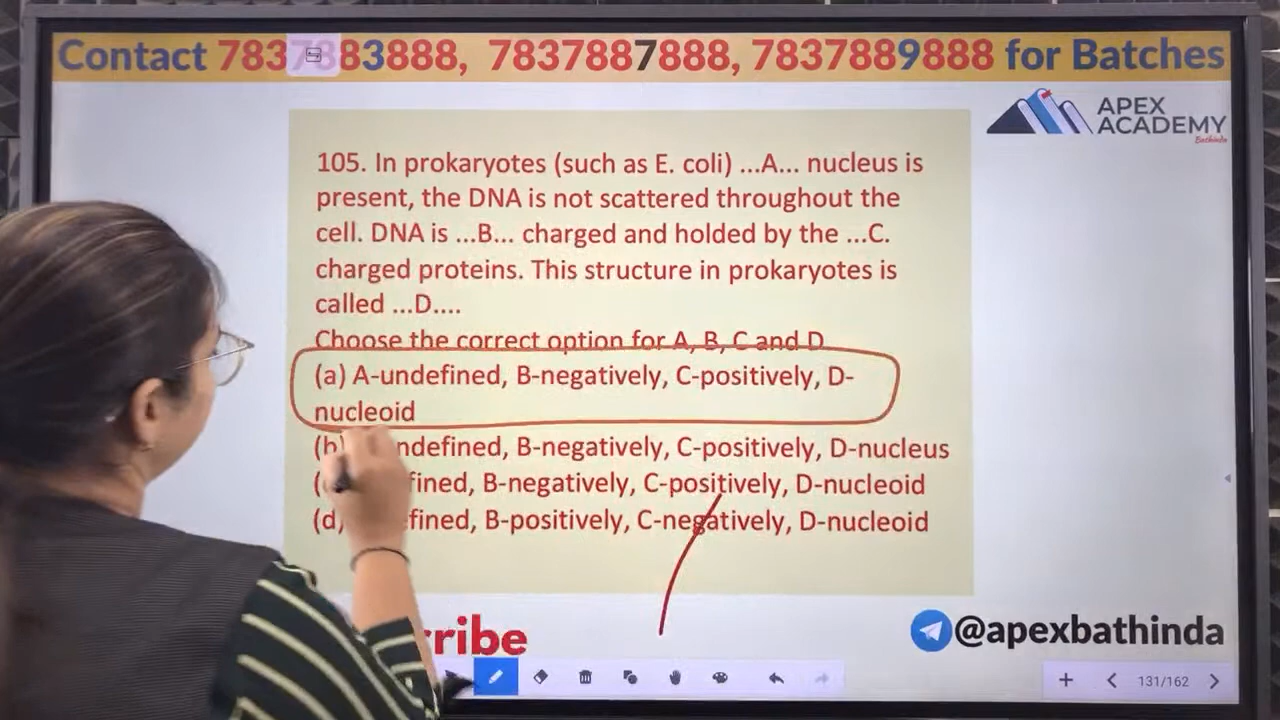 Contact 7837883888, 7837887888, 7837889888 for Batches
APEX
ACADEMY
Bathinda
105. In prokaryotes (such as E. coli) ...A... nucleus is
present, the DNA is not scattered throughout the
cell. DNA is ...B... charged and holded by the ...C.
charged proteins. This structure in prokaryotes is
called ...D....
Choose the correct option for A, B, C and D
(a) A-undefined, B-negatively, C-positively, D-
nucleoid
(b) ndefined, B-negatively, C-positively, D-nucleus
fined, B-negatively, C-positively, D-nucleoid
(d) fined, B-positively, C-negatively, D-nucleoid
cribe
@apexbathinda
131/162